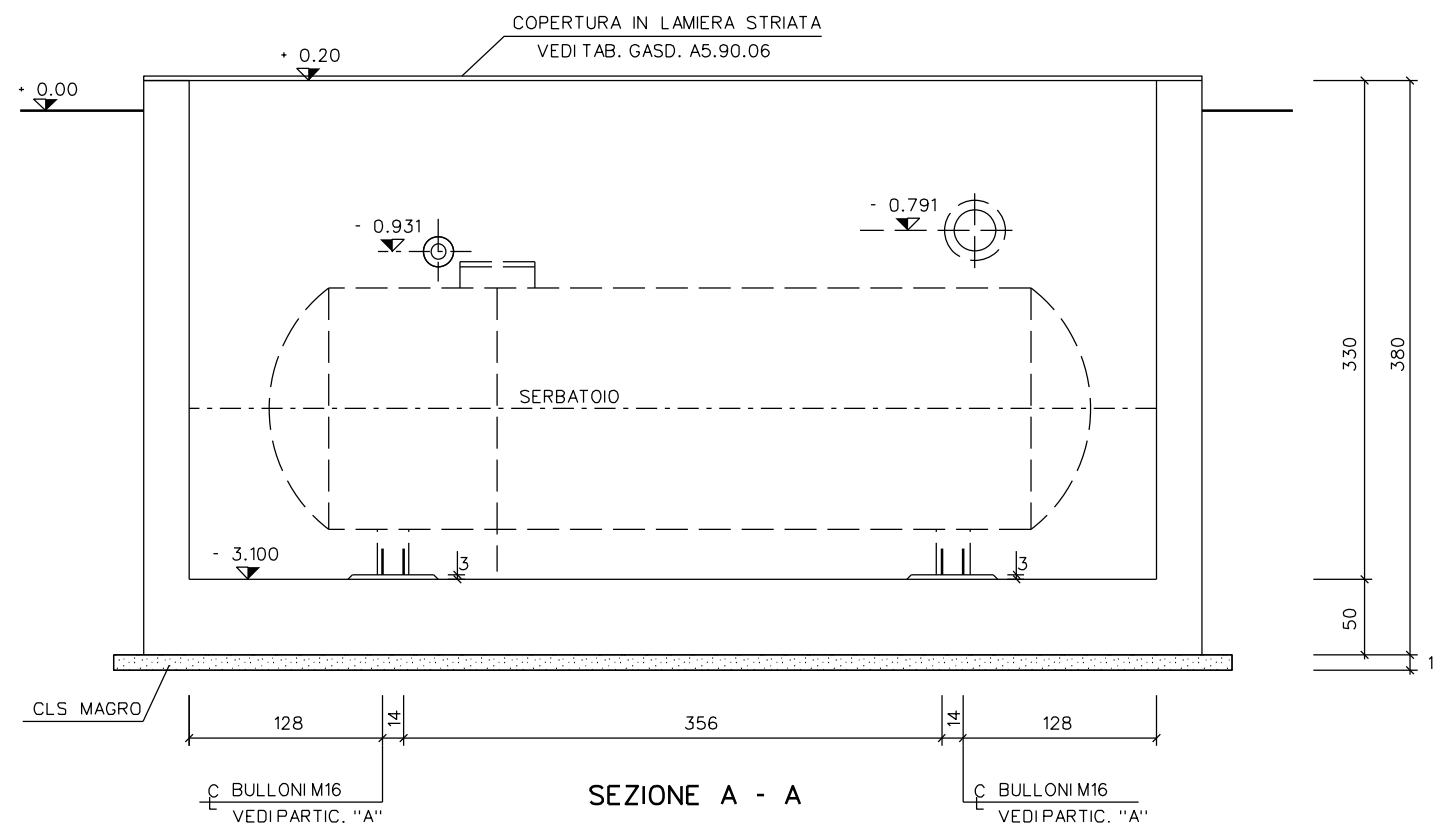 COPERTURA IN LAMIERA STRIATA
VEDI TAB. GASD. A5.90.06
+ 0.20
+ 0.00
- 0.791
- 0.931
330
380
SERBATOIO
- 3.100
3
3
50
1
CLS MAGRO
128
14
356
14
128
C BULLONI M16
L
VEDI PARTIC. "A"
SEZIONE A - A
C BULLONI M16
L
VEDI PARTIC. "A"